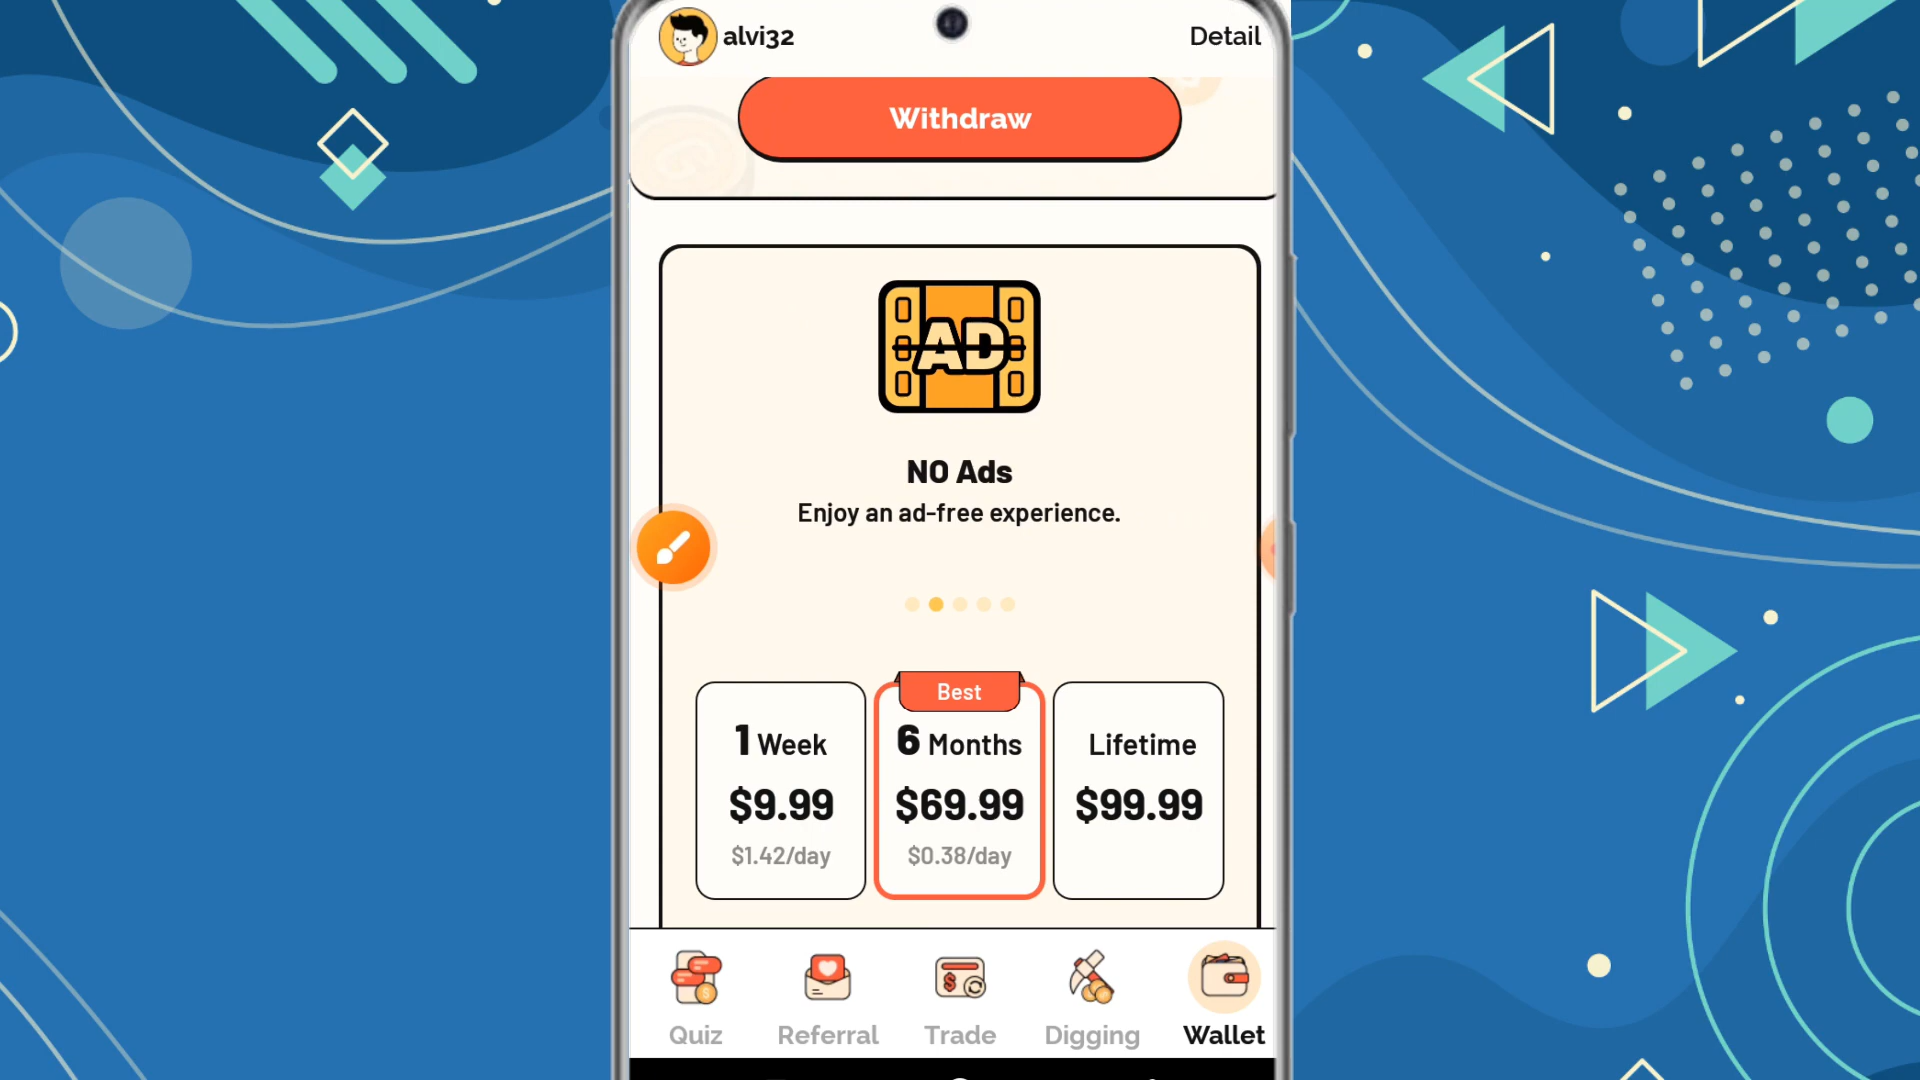 alvi32
Detail
Withdraw
AD
NO Ads
Enjoy an ad-free experience.
Best
1 Week
6 Months
Lifetime
$9.99
$69.99
$99.99
$1.42/day
$0.38/day
Quiz
Referral
Trade
Digging
Wallet